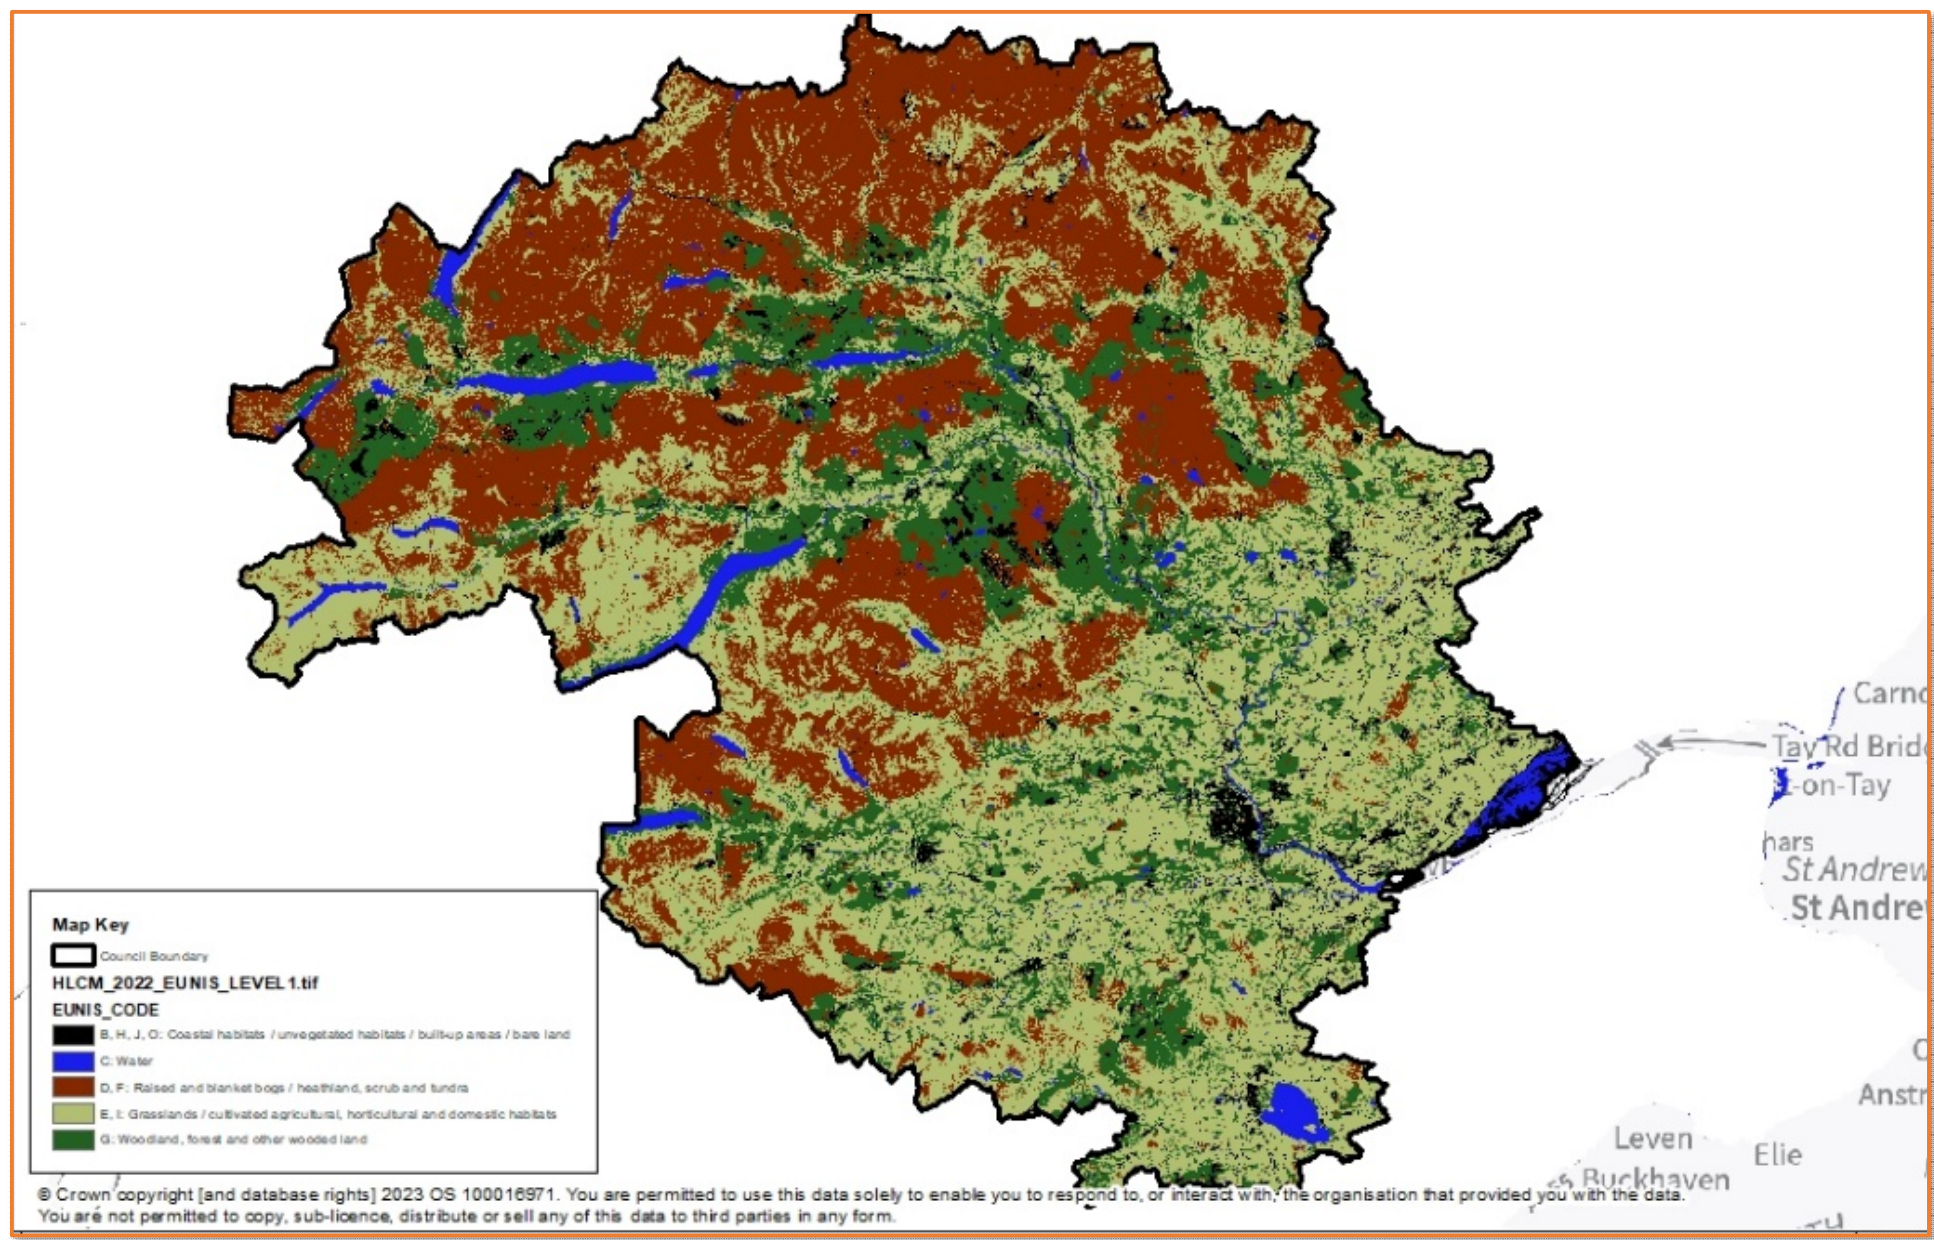 Carno
Tay Rd Bridg
t-on-Tay
hars
St Andrew
St Andre
Map Key
Council Boundary
HLCM_2022_EUNIS_LEVEL1.tif
EUNIS_CODE
B, H, J, O: Coastal habitats / unvegetated habitats / built-up areas / bare land
C: Water
D, F: Raised and blanket bogs / heathland, scrub and tundra
E, I: Grasslands / cultivated agricultural, horticultural and domestic habitats
G: Woodland, forest and other wooded land
Anstr
Leven
Elie
Buckhaven
© Crown copyright [and database rights] 2023 OS 100016971. You are permitted to use this data solely to enable you to respond to, or interact with, the organisation that provided you with the data.
You are not permitted to copy, sub-licence, distribute or sell any of this data to third parties in any form.